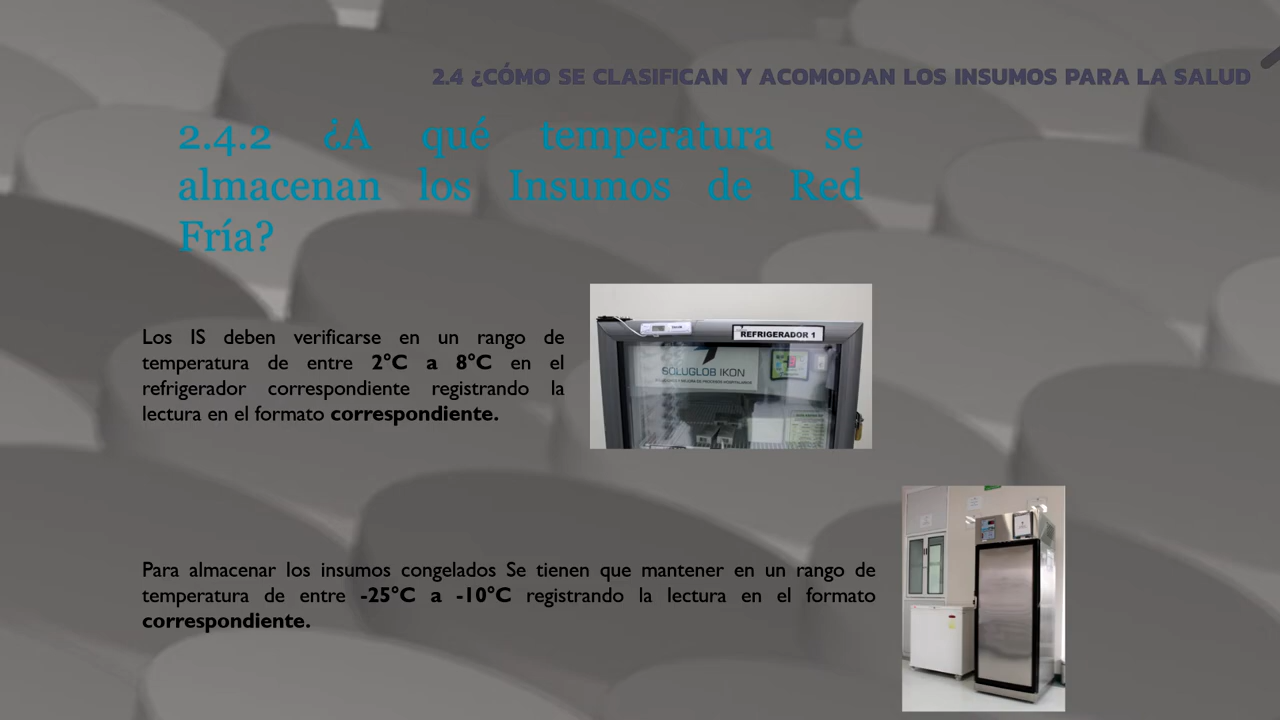 2.4 ¿CÓMO SE CLASIFICAN Y ACOMODAN LOS INSUMOS PARA LA SALUD
2.4.2 ¿A qué temperatura se
almacenan los Insumos de Red
Fría?
Los IS deben verificarse en un rango de
temperatura de entre 2°C a 8°C en el
refrigerador correspondiente registrando la
lectura en el formato correspondiente.
REFRIGERADOR 1
SOLUGLOB IKON
Para almacenar los insumos congelados Se tienen que mantener en un rango de
temperatura de entre -25°C a -10°C registrando la lectura en el formato
correspondiente.